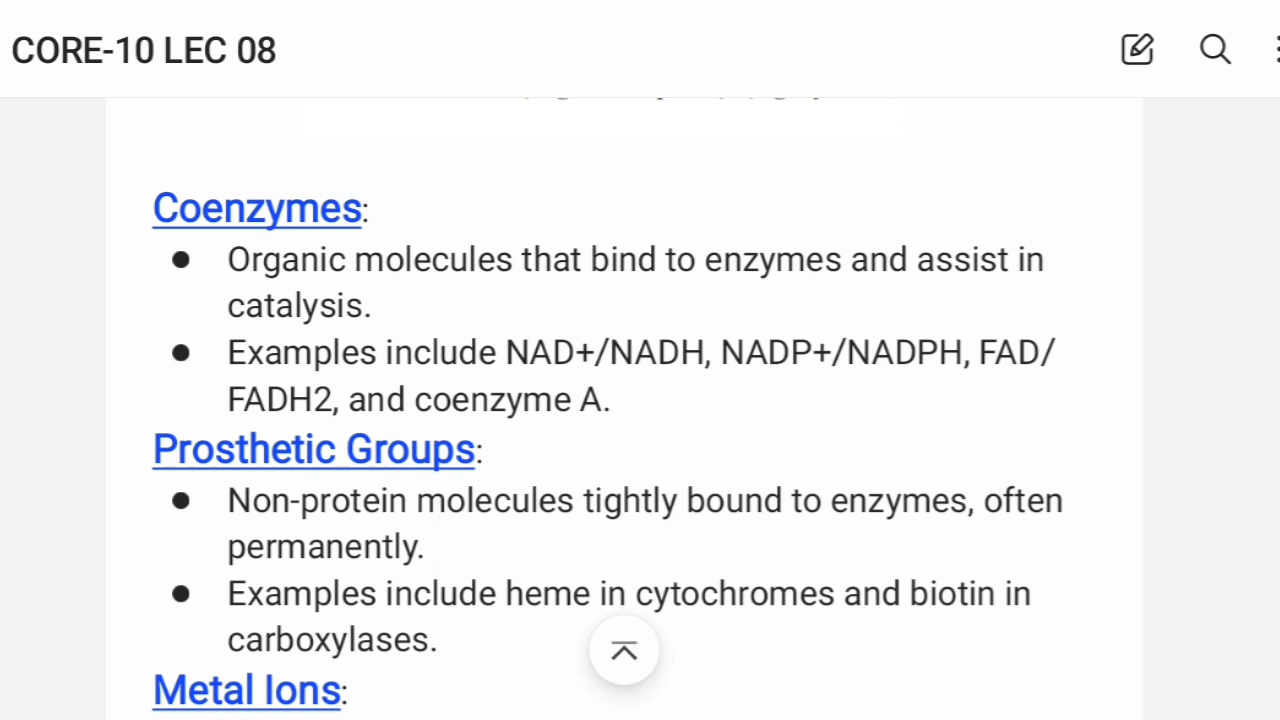 CORE-10 LEC 08
Coenzymes:
● Organic molecules that bind to enzymes and assist in
catalysis.
● Examples include NAD+/NADH, NADP+/NADPH, FAD/
FADH2, and coenzyme A.
Prosthetic Groups:
● Non-protein molecules tightly bound to enzymes, often
permanently.
● Examples include heme in cytochromes and biotin in
carboxylases.
Metal Ions: